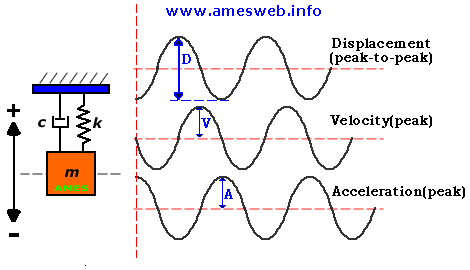 www.amesweb.info
Displacement
(peak-to-peak)
D
+
c
k
V
Velocity(peak)
m
AMES
A
Acceleration(peak)
-